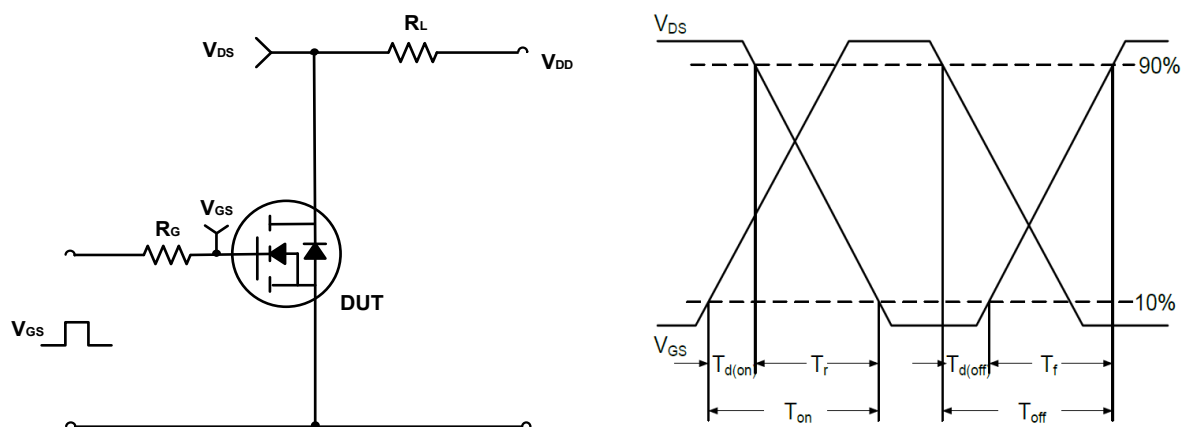 RL
VDS
VDD
VGS
RG
DUT
VGS
VDS
90%
10%
VGS
Td(on)
Tr
Td(off)
Tf
Ton
Toff